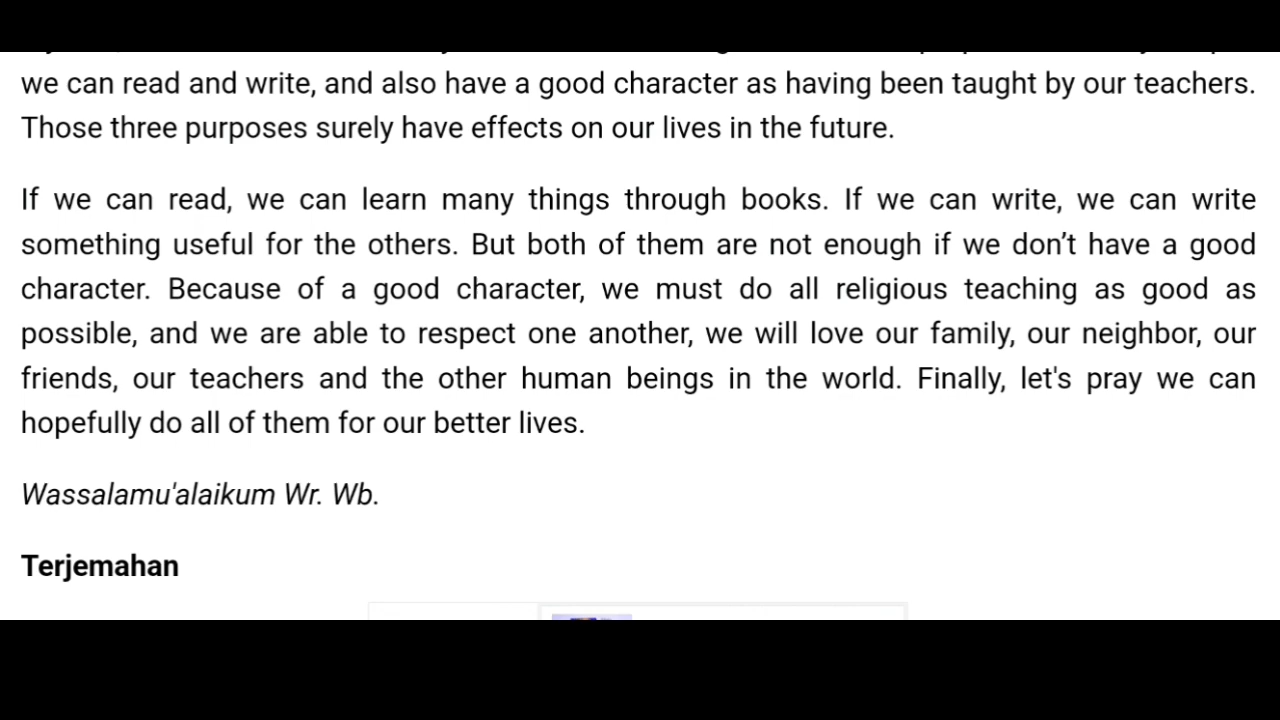 we can read and write, and also have a good character as having been taught by our teachers.
Those three purposes surely have effects on our lives in the future.
If we can read, we can learn many things through books. If we can write, we can write
something useful for the others. But both of them are not enough if we don’t have a good
character. Because of a good character, we must do all religious teaching as good as
possible, and we are able to respect one another, we will love our family, our neighbor, our
friends, our teachers and the other human beings in the world. Finally, let's pray we can
hopefully do all of them for our better lives.
Wassalamu'alaikum Wr. Wb.
Terjemahan